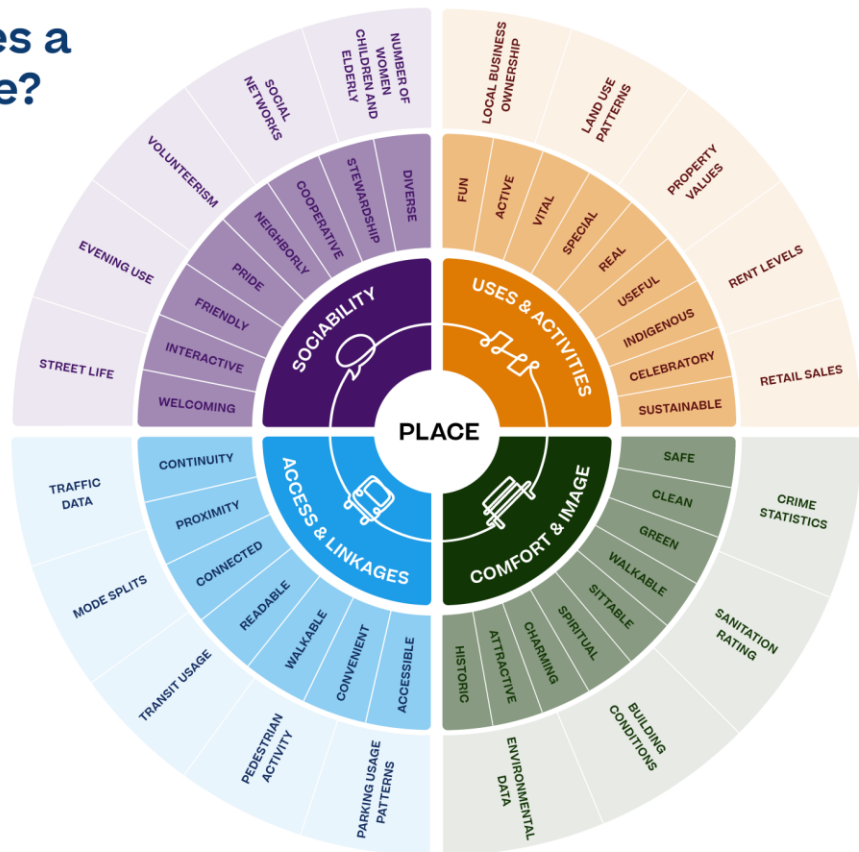 es a
e?
PLACE
SOCIABILITY
USES & ACTIVITIES
COMFORT & IMAGE
ACCESS & LINKAGES
WELCOMING
INTERACTIVE
FRIENDLY
PRIDE
NEIGHBORLY
COOPERATIVE
STEWARDSHIP
DIVERSE
FUN
ACTIVE
VITAL
SPECIAL
REAL
USEFUL
INDIGENOUS
CELEBRATORY
SUSTAINABLE
SAFE
CLEAN
GREEN
WALKABLE
SITTABLE
SPIRITUAL
CHARMING
ATTRACTIVE
HISTORIC
ACCESSIBLE
CONVENIENT
WALKABLE
READABLE
CONNECTED
PROXIMITY
CONTINUITY
STREET LIFE
EVENING USE
VOLUNTEERISM
SOCIAL
NETWORKS
NUMBER OF
WOMEN
CHILDREN AND
ELDERLY
LOCAL BUSINESS
OWNERSHIP
LAND USE
PATTERNS
PROPERTY
VALUES
RENT LEVELS
RETAIL SALES
CRIME
STATISTICS
SANITATION
RATING
BUILDING
CONDITIONS
ENVIRONMENTAL
DATA
PARKING USAGE
PATTERNS
PEDESTRIAN
ACTIVITY
TRANSIT USAGE
MODE SPLITS
TRAFFIC
DATA